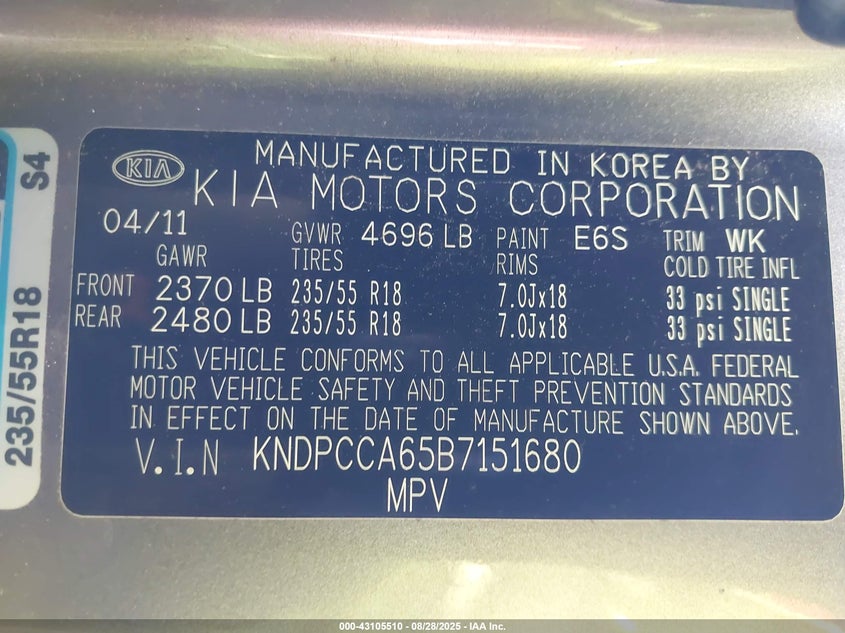 KIA
MANUFACTURED IN KOREA BY
KIA MOTORS CORPORATION
04/11 GVWR 4696 LB PAINT E6S TRIM WK
GAWR TIRES RIMS COLD TIRE INFL
FRONT 2370 LB 235/55 R18 7.0Jx18 33 psi SINGLE
REAR 2480 LB 235/55 R18 7.0Jx18 33 psi SINGLE
THIS VEHICLE CONFORMS TO ALL APPLICABLE U.S.A. FEDERAL
MOTOR VEHICLE SAFETY AND THEFT PREVENTION STANDARDS
IN EFFECT ON THE DATE OF MANUFACTURE SHOWN ABOVE.
V.I.N KNDPCCA65B7151680
MPV
235/55R18 S4
000-43105510 - 08/28/2025 - IAA Inc.